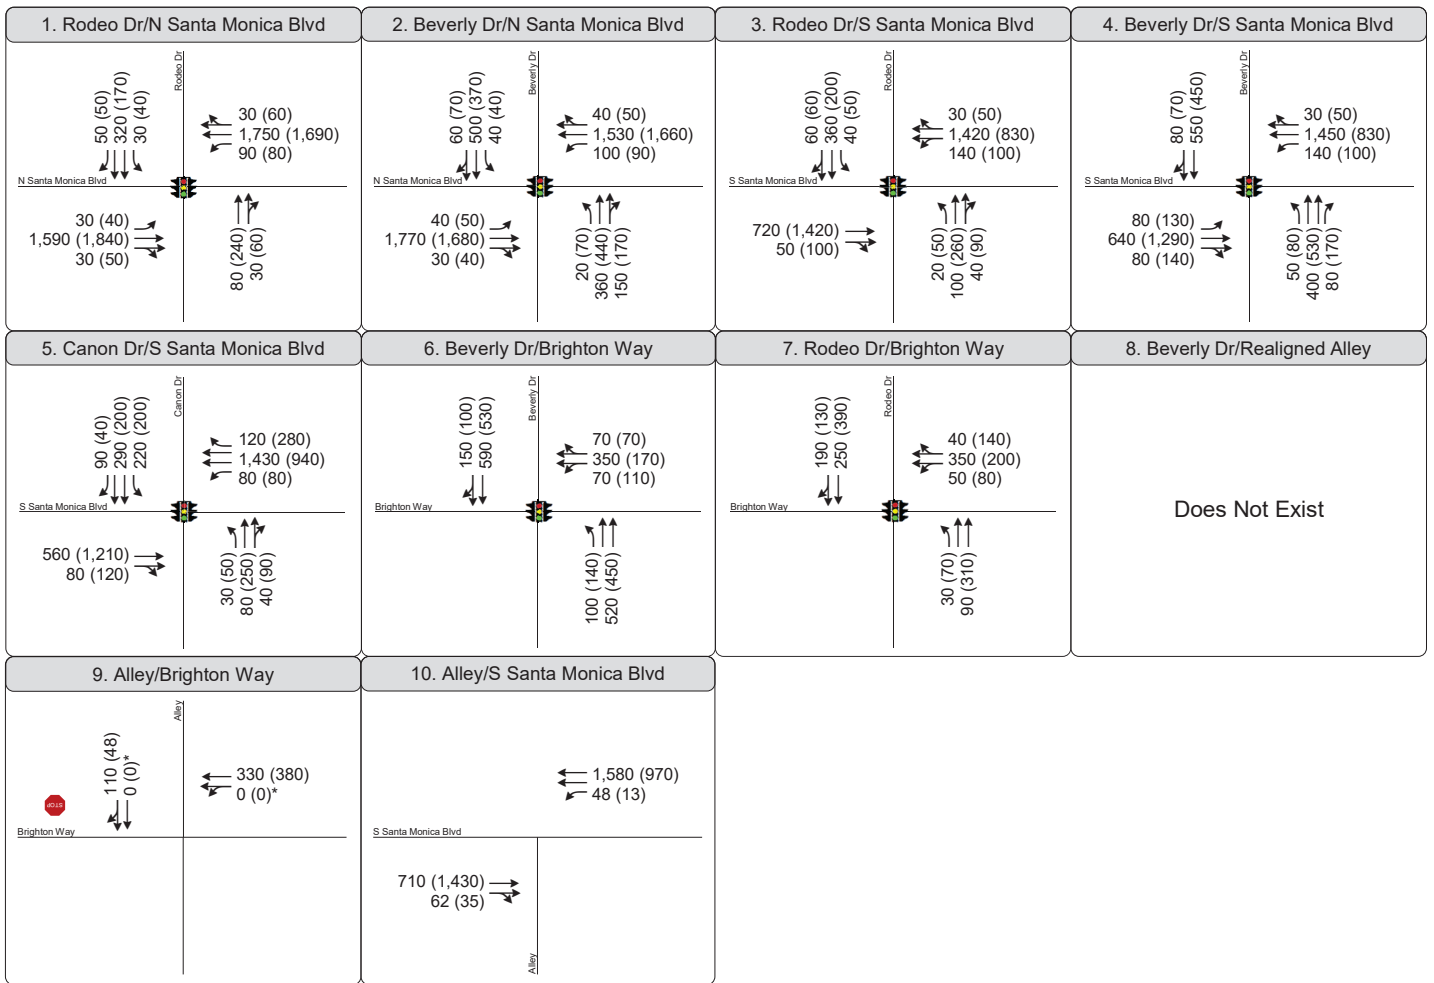 1. Rodeo Dr/N Santa Monica Blvd
Rodeo Dr
50 (50)
320 (170)
30 (40)
30 (60)
1,750 (1,690)
90 (80)
N Santa Monica Blvd
30 (40)
1,590 (1,840)
30 (50)
80 (240)
30 (60)
2. Beverly Dr/N Santa Monica Blvd
Beverly Dr
60 (70)
500 (370)
40 (40)
40 (50)
1,530 (1,660)
100 (90)
N Santa Monica Blvd
40 (50)
1,770 (1,680)
30 (40)
20 (70)
360 (440)
150 (170)
3. Rodeo Dr/S Santa Monica Blvd
Rodeo Dr
60 (60)
360 (200)
40 (50)
30 (50)
1,420 (830)
140 (100)
S Santa Monica Blvd
720 (1,420)
50 (100)
20 (50)
100 (260)
40 (90)
4. Beverly Dr/S Santa Monica Blvd
Beverly Dr
80 (70)
550 (450)
30 (50)
1,450 (830)
140 (100)
S Santa Monica Blvd
80 (130)
640 (1,290)
80 (140)
50 (80)
400 (530)
80 (170)
5. Canon Dr/S Santa Monica Blvd
Canon Dr
90 (40)
290 (200)
220 (200)
120 (280)
1,430 (940)
80 (80)
S Santa Monica Blvd
560 (1,210)
80 (120)
30 (50)
80 (250)
40 (90)
6. Beverly Dr/Brighton Way
Beverly Dr
150 (100)
590 (530)
70 (70)
350 (170)
70 (110)
Brighton Way
100 (140)
520 (450)
7. Rodeo Dr/Brighton Way
Rodeo Dr
190 (130)
250 (390)
40 (140)
350 (200)
50 (80)
Brighton Way
30 (70)
90 (310)
8. Beverly Dr/Realigned Alley
Does Not Exist
9. Alley/Brighton Way
Alley
110 (48)
0 (0)*
330 (380)
0 (0)*
STOP
Brighton Way
10. Alley/S Santa Monica Blvd
1,580 (970)
48 (13)
S Santa Monica Blvd
710 (1,430)
62 (35)
Alley